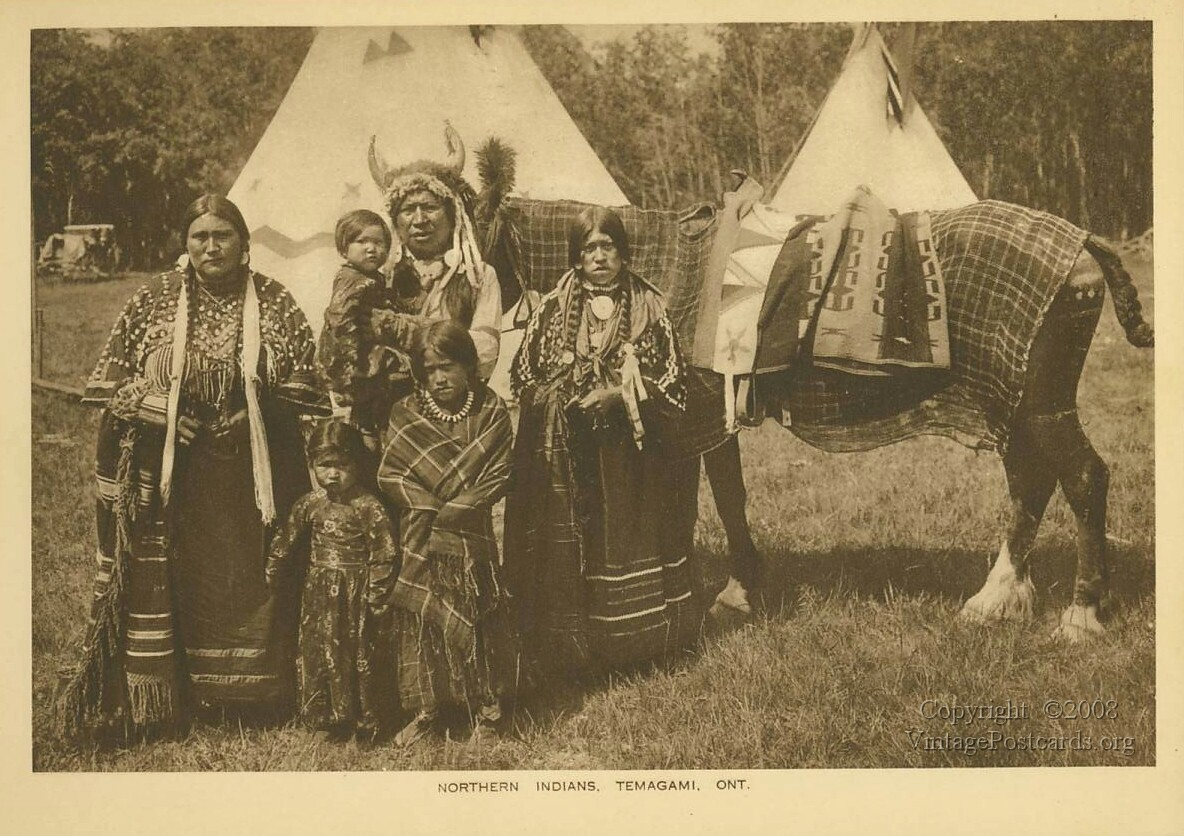 Copyright ©2008
VintagePostcards.org
NORTHERN INDIANS, TEMAGAMI, ONT.